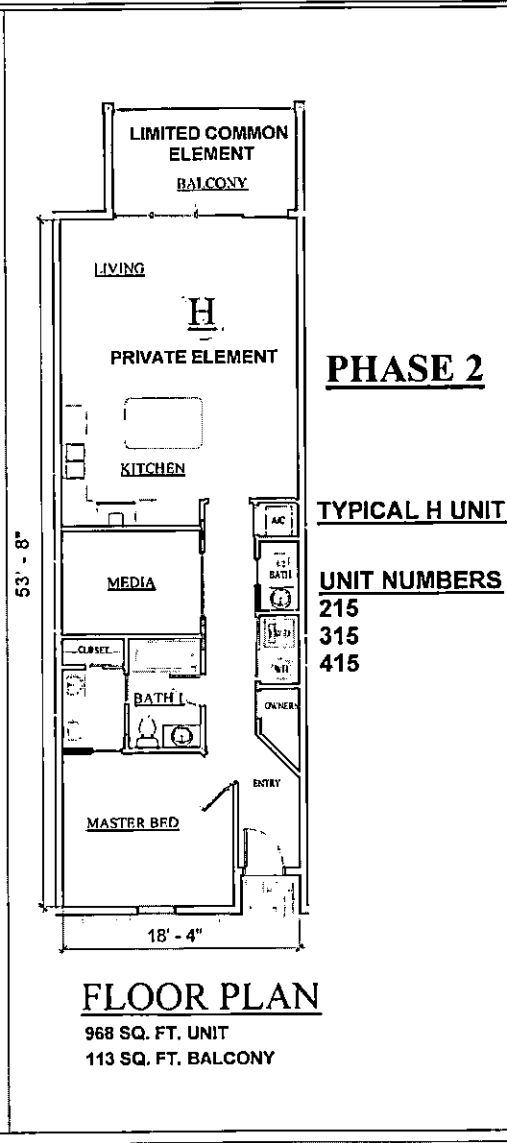 LIMITED COMMON
ELEMENT
BALCONY
LIVING
H
PRIVATE ELEMENT
PHASE 2
KITCHEN
A/C
TYPICAL H UNIT
53' - 8"
MEDIA
BATH
UNIT NUMBERS
215
315
415
CLOSET
BATH 1
OWNERS
ENTRY
MASTER BED
18' - 4"
FLOOR PLAN
968 SQ. FT. UNIT
113 SQ. FT. BALCONY